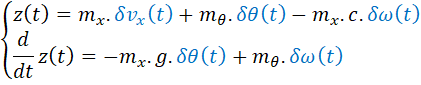 z(t) = mₓ. δvₓ(t) + m_θ. δθ(t) − mₓ. c. δω(t)
d/dt z(t) = −mₓ. g. δθ(t) + m_θ. δω(t)